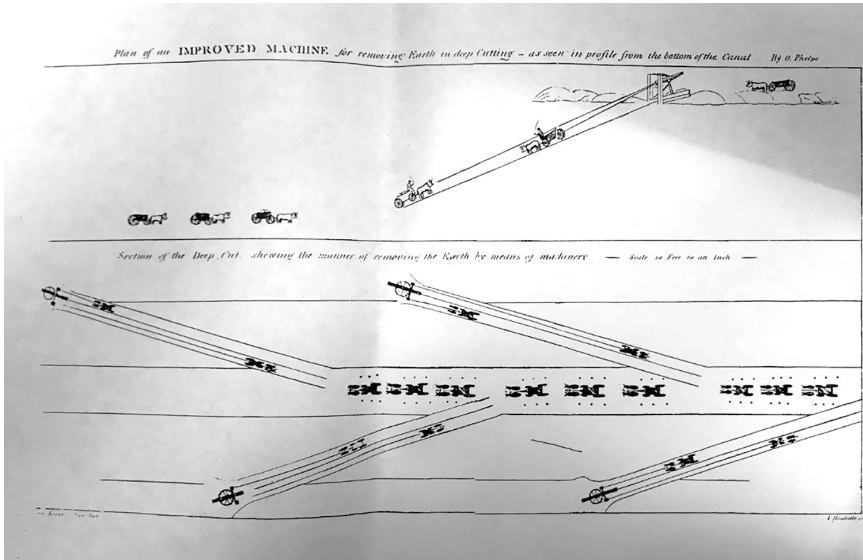 Plan of an IMPROVED MACHINE for removing Earth in deep Cutting – as seen in profile from the bottom of the Canal By O. Phelps
Section of the Deep Cut, shewing the manner of removing the Earth by means of machinery. — Scale 10 Feet to an Inch —